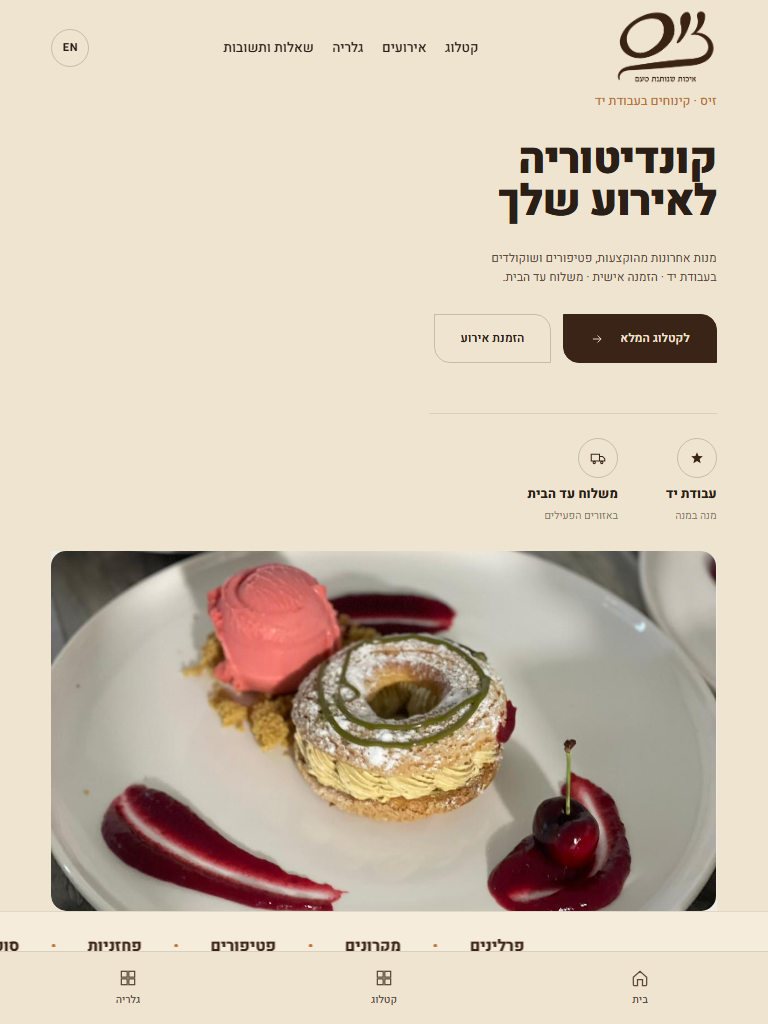 זיס
איכות שנותנת טעם
קטלוג
אירועים
גלריה
שאלות ותשובות
EN
זיס · קינוחים בעבודת יד
קונדיטוריה
לאירוע שלך
מנות אחרונות מהוקצעות, פטיפורים ושוקולדים
בעבודת יד · הזמנה אישית · משלוח עד הבית.
לקטלוג המלא →
הזמנת אירוע
עבודת יד
מנה במנה
משלוח עד הבית
באזורים הפעילים
פרלינים • מקרונים • פטיפורים • פחזניות •
בית
קטלוג
גלריה